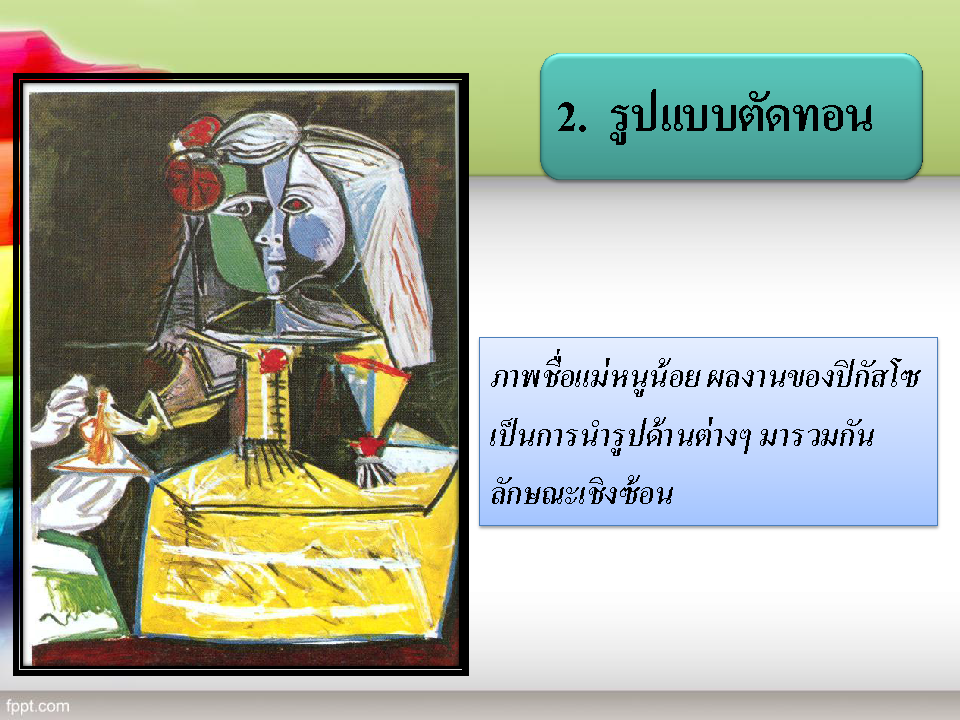 2. รูปแบบตัดทอน
ภาพชื่อแม่หนูน้อย ผลงานของปีกัสโซ
เป็นการนำรูปด้านต่างๆ มารวมกัน
ลักษณะเชิงซ้อน
fppt.com